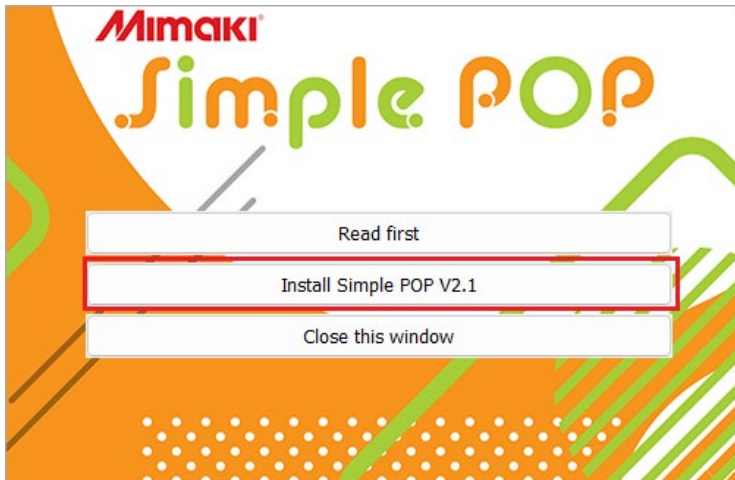 Mimaki
Simple POP
Read first
Install Simple POP V2.1
Close this window